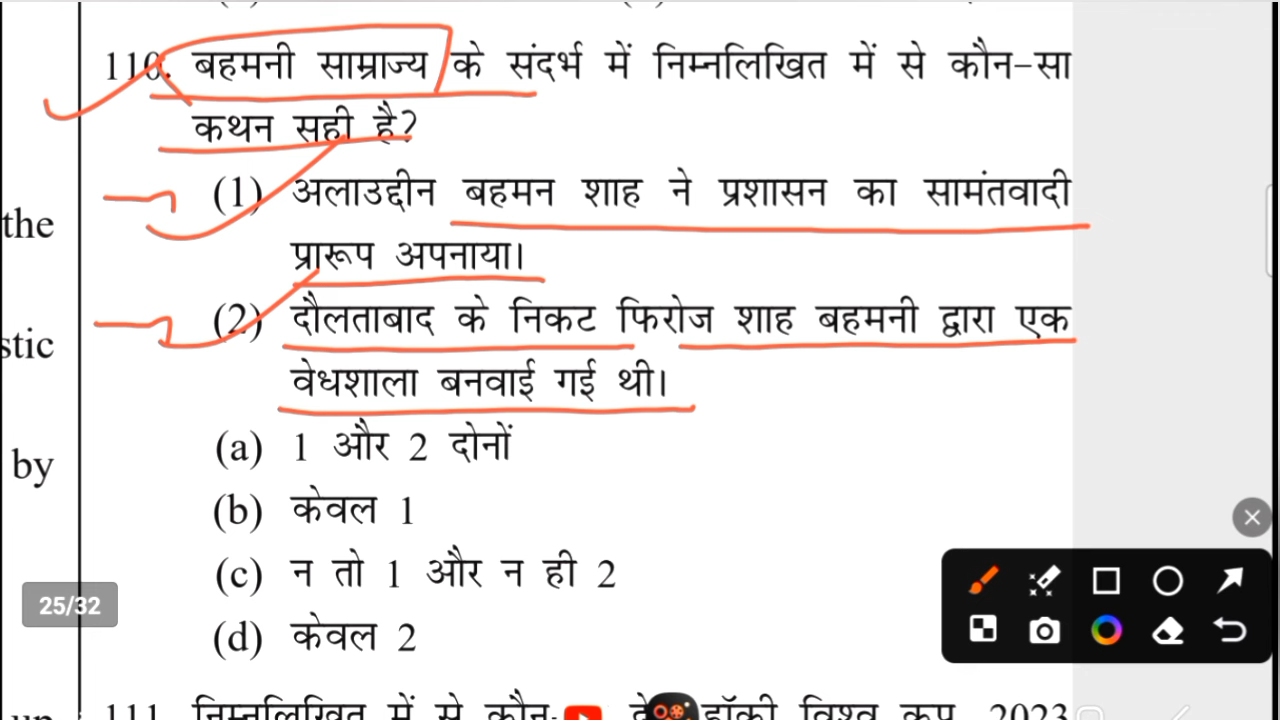 110. बहमनी साम्राज्य के संदर्भ में निम्नलिखित में से कौन-सा
कथन सही है?
(1) अलाउद्दीन बहमन शाह ने प्रशासन का सामंतवादी
the
प्रारूप अपनाया।
(2) दौलताबाद के निकट फिरोज शाह बहमनी द्वारा एक
stic
वेधशाला बनवाई गई थी।
(a) 1 और 2 दोनों
by
(b) केवल 1
(c) न तो 1 और न ही 2
25/32
(d) केवल 2
111. निम्नलिखित में से कौन- हॉकी विश्व कप 2023